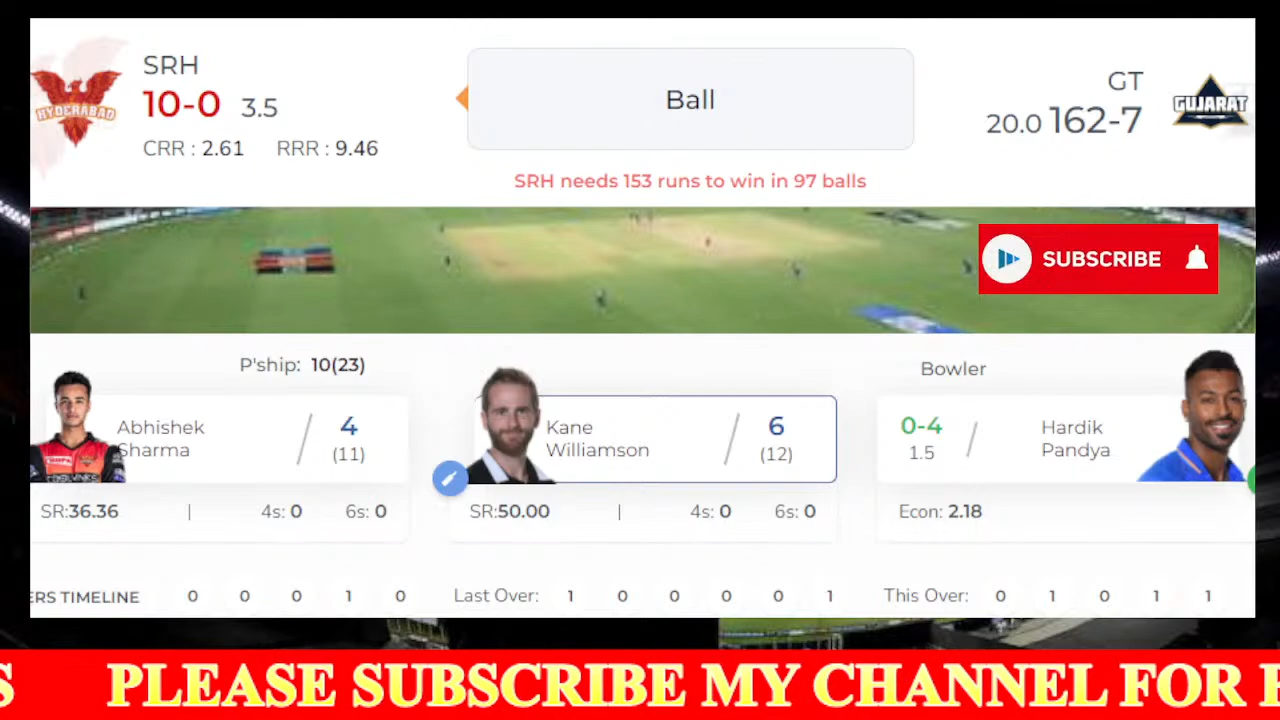 SRH
10-0 3.5
CRR : 2.61 RRR : 9.46
HYDERABAD
Ball
SRH needs 153 runs to win in 97 balls
GT
20.0 162-7
GUJARAT
SUBSCRIBE
P'ship: 10(23)
Abhishek
Sharma
4
(11)
SR:36.36 | 4s: 0 6s: 0
Kane
Williamson
6
(12)
SR:50.00 | 4s: 0 6s: 0
Bowler
0-4
1.5
Hardik
Pandya
Econ: 2.18
ERS TIMELINE 0 0 0 1 0 Last Over: 1 0 0 0 0 1 This Over: 0 1 0 1 1
S PLEASE SUBSCRIBE MY CHANNEL FOR